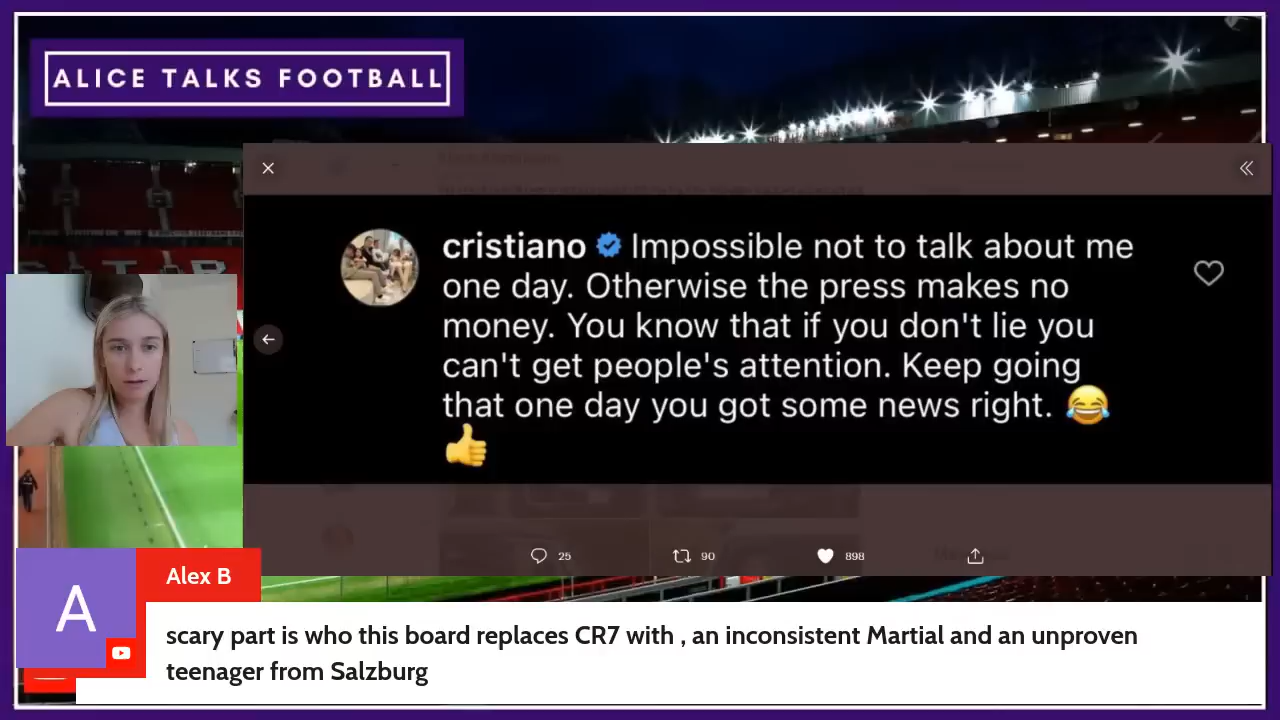 ALICE TALKS FOOTBALL
cristiano Impossible not to talk about me
one day. Otherwise the press makes no
money. You know that if you don't lie you
can't get people's attention. Keep going
that one day you got some news right. 😂
👍
25 90 898
A
Alex B
scary part is who this board replaces CR7 with , an inconsistent Martial and an unproven
teenager from Salzburg